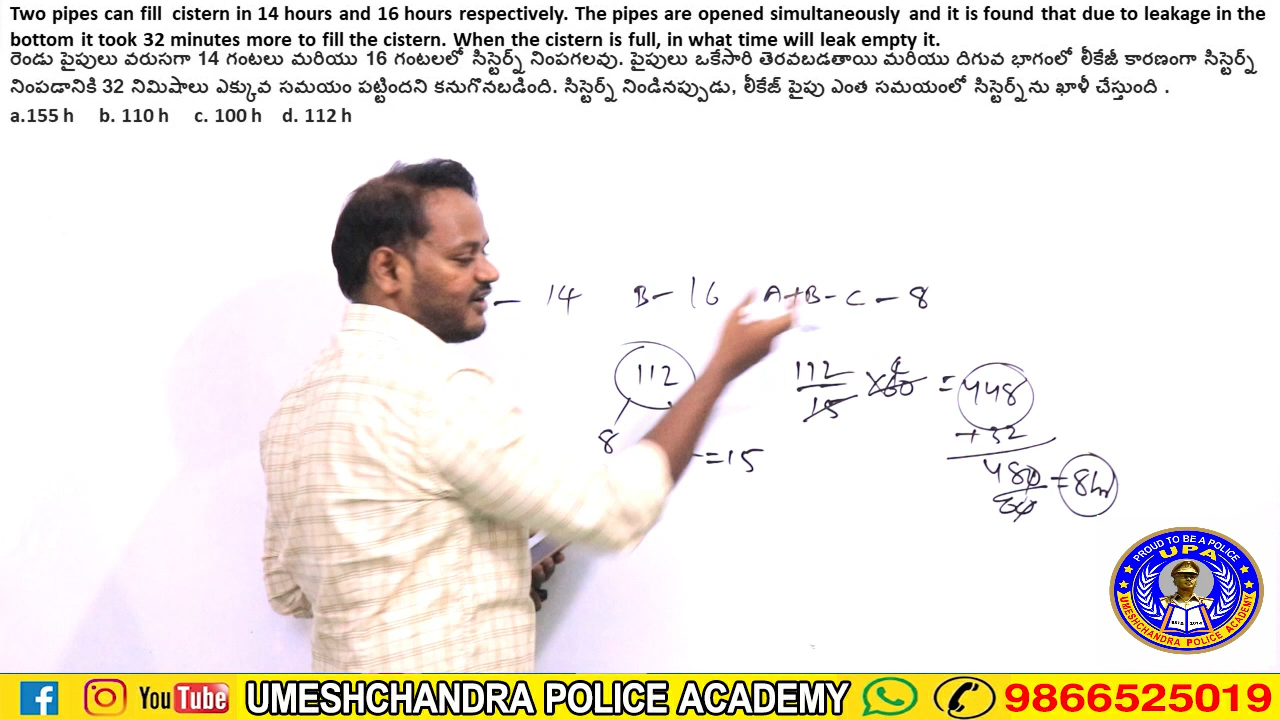 Two pipes can fill cistern in 14 hours and 16 hours respectively. The pipes are opened simultaneously and it is found that due to leakage in the
bottom it took 32 minutes more to fill the cistern. When the cistern is full, in what time will leak empty it.
రెండు పైపులు వరుసగా 14 గంటలు మరియు 16 గంటలలో సిస్టెర్న్ నింపగలవు. పైపులు ఒకేసారి తెరవబడతాయి మరియు దిగువ భాగంలో లీకేజీ కారణంగా సిస్టెర్న్
నింపడానికి 32 నిమిషాలు ఎక్కువ సమయం పట్టిందని కనుగొనబడింది. సిస్టెర్న్ నిండినప్పుడు, లీకేజ్ పైపు ఎంత సమయంలో సిస్టెర్న్‌ను ఖాళీ చేస్తుంది .
a.155 h b. 110 h c. 100 h d. 112 h
– 14 B – 16 A+B – C – 8
112
8
=15
112/15 × 60 4 = 448
+32
480/60 = 8hr
PROUD TO BE A POLICE
UPA
UMESHCHANDRA POLICE ACADEMY
YouTube UMESHCHANDRA POLICE ACADEMY 9866525019